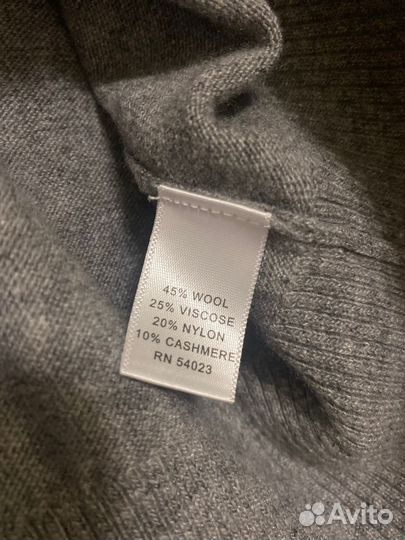 45% WOOL
25% VISCOSE
20% NYLON
10% CASHMERE
RN 54023
Avito